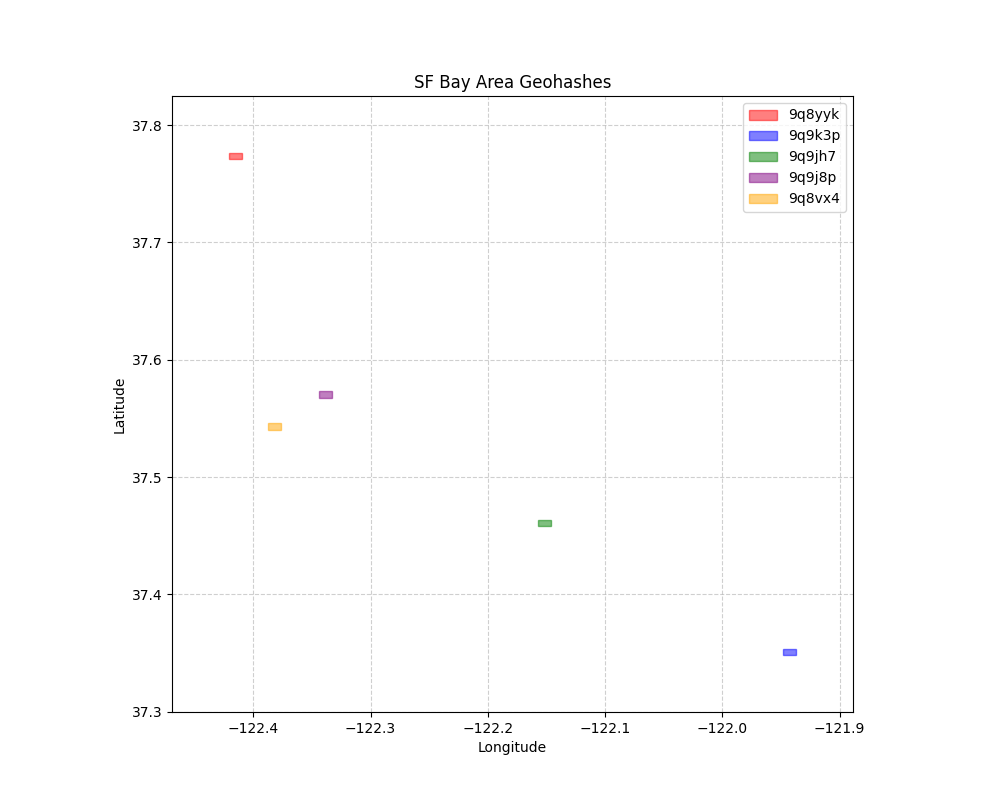 SF Bay Area Geohashes
9q8yyk
9q9k3p
9q9jh7
9q9j8p
9q8vx4
37.8
37.7
37.6
37.5
37.4
37.3
Latitude
−122.4
−122.3
−122.2
−122.1
−122.0
−121.9
Longitude